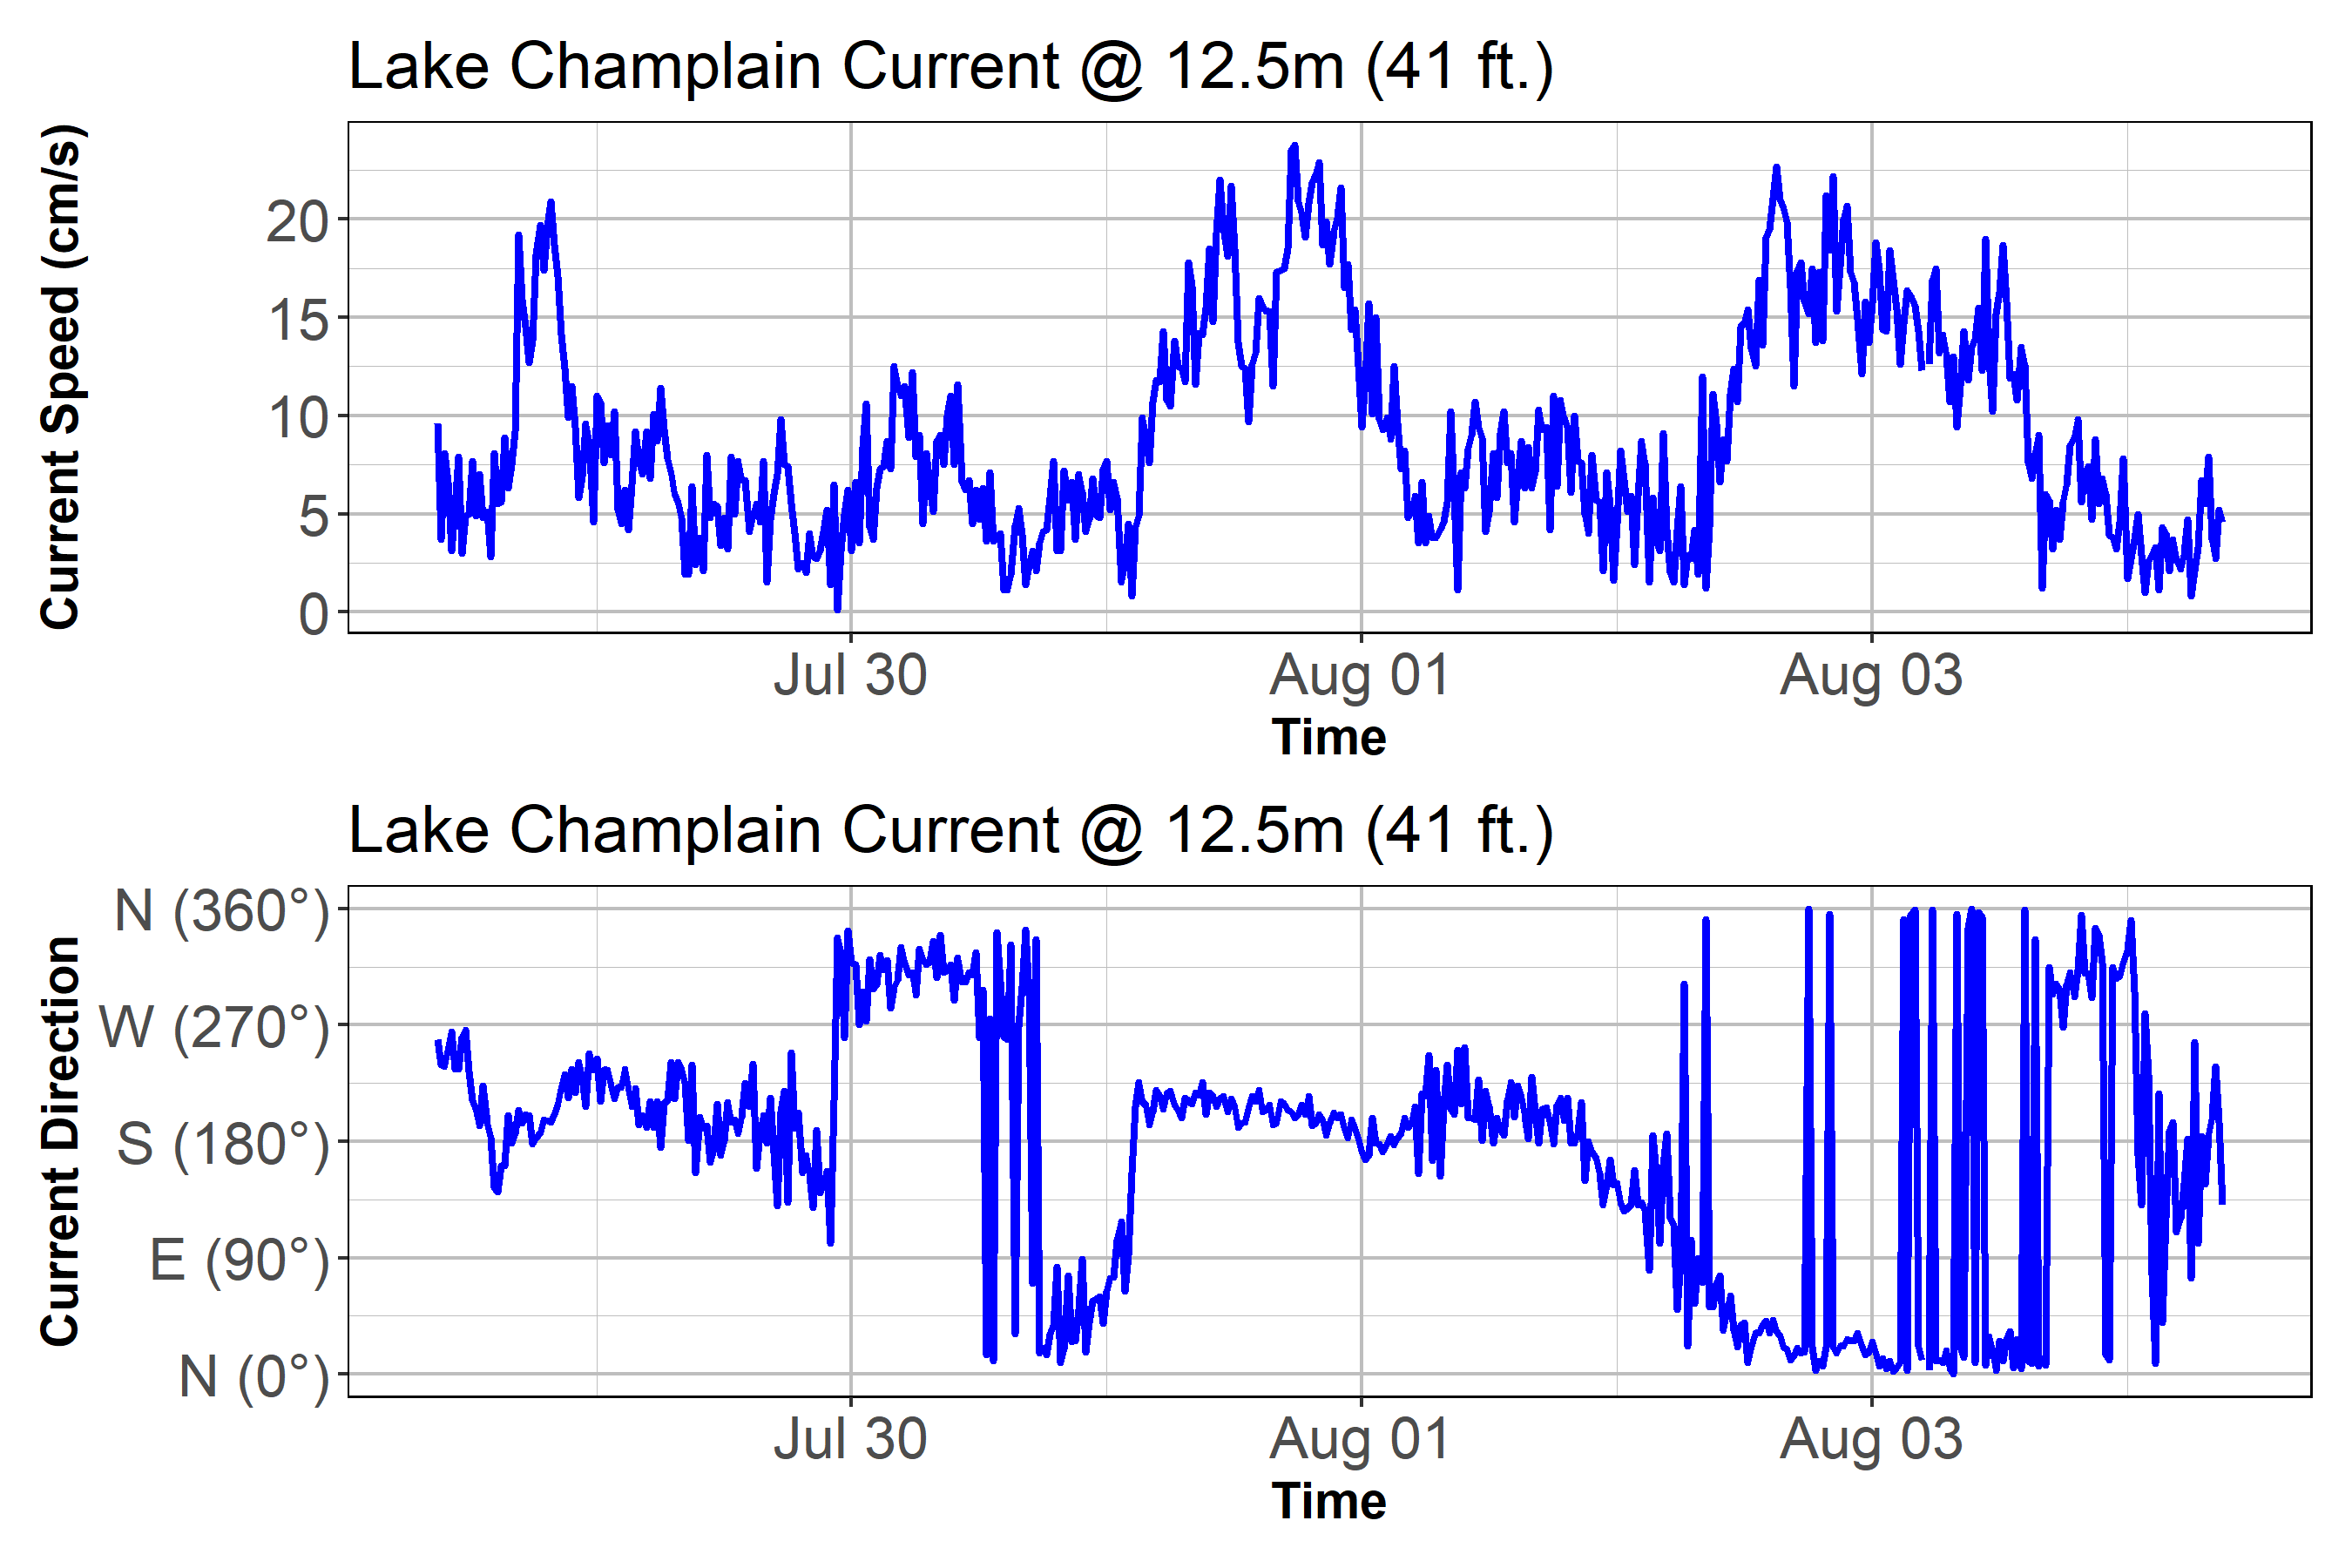 Lake Champlain Current @ 12.5m (41 ft.)
Current Speed (cm/s)
20
15
10
5
0
Jul 30
Aug 01
Aug 03
Time
Lake Champlain Current @ 12.5m (41 ft.)
Current Direction
N (360°)
W (270°)
S (180°)
E (90°)
N (0°)
Jul 30
Aug 01
Aug 03
Time